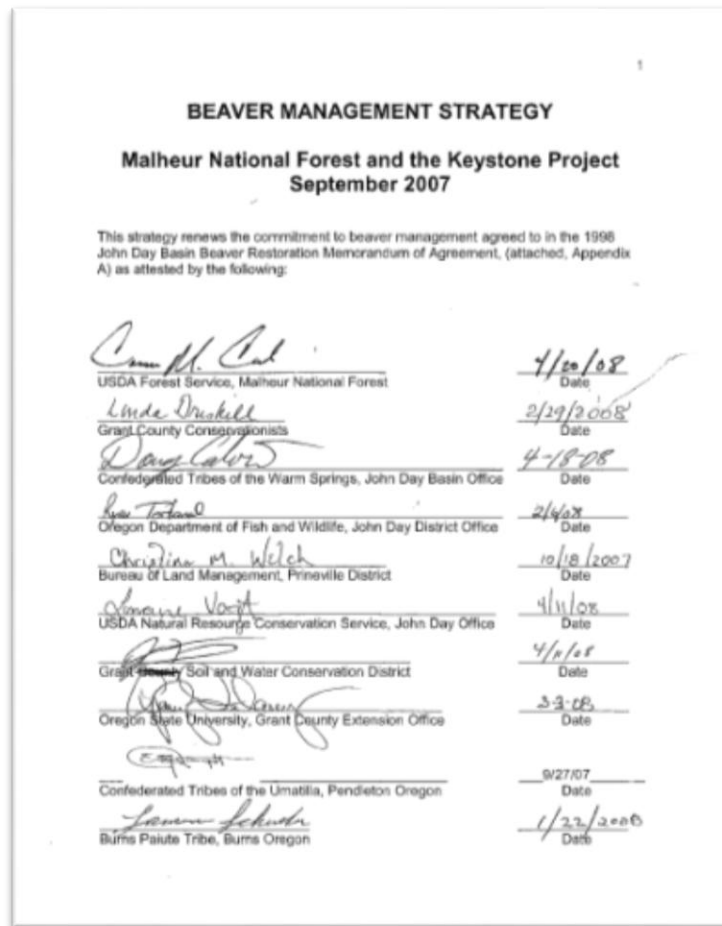 1
BEAVER MANAGEMENT STRATEGY
Malheur National Forest and the Keystone Project
September 2007
This strategy renews the commitment to beaver management agreed to in the 1998
John Day Basin Beaver Restoration Memorandum of Agreement, (attached, Appendix
A) as attested by the following:
4/20/08
USDA Forest Service, Malheur National Forest Date
Linda Driskill 2/29/2008
Grant County Conservationists Date
Doug Calvin 4-18-08
Confederated Tribes of the Warm Springs, John Day Basin Office Date
2/4/08
Oregon Department of Fish and Wildlife, John Day District Office Date
Christina M. Welch 10/18/2007
Bureau of Land Management, Prineville District Date
Lorraine Vogt 4/11/08
USDA Natural Resource Conservation Service, John Day Office Date
4/11/08
Grant County Soil and Water Conservation District Date
3-3-08
Oregon State University, Grant County Extension Office Date
9/27/07
Confederated Tribes of the Umatilla, Pendleton Oregon Date
1/22/2008
Burns Paiute Tribe, Burns Oregon Date